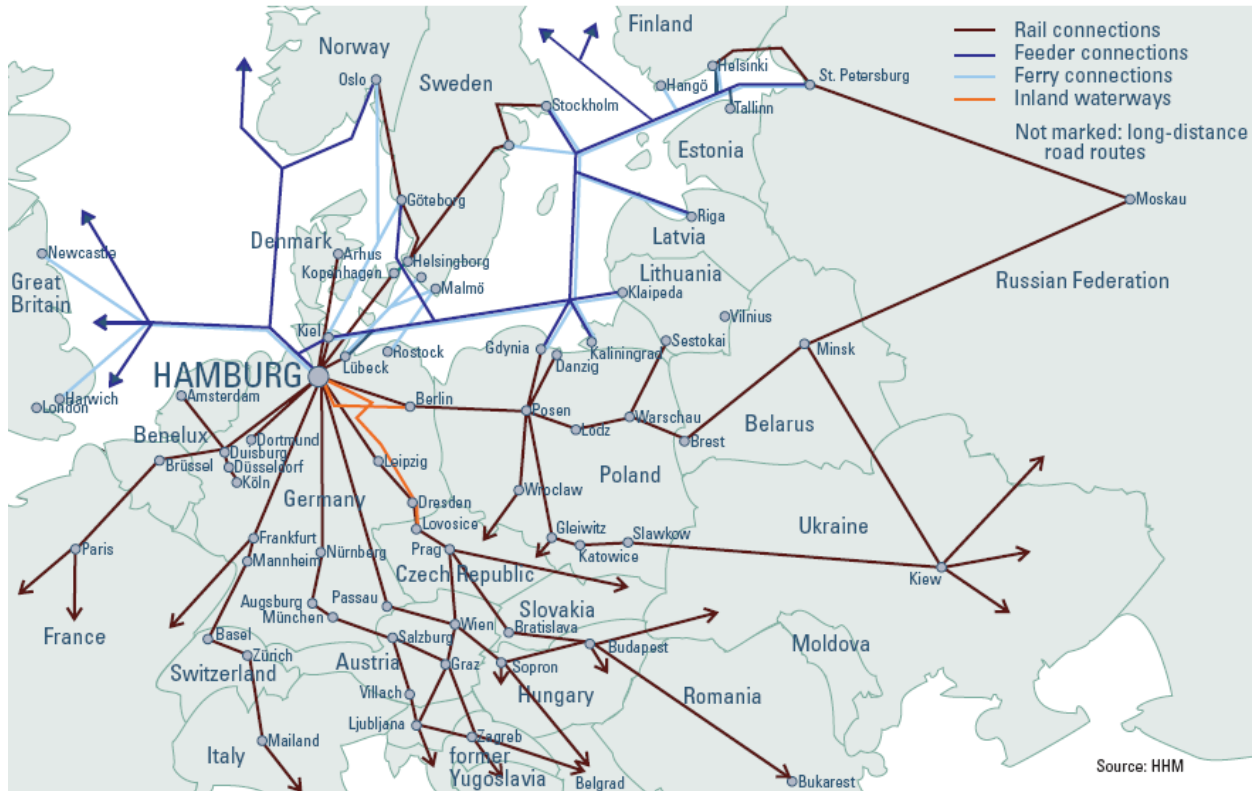 Finland
Norway
Sweden
Oslo
Helsinki
Hangö
St. Petersburg
Stockholm
Tallinn
Estonia
Rail connections
Feeder connections
Ferry connections
Inland waterways
Not marked: long-distance
road routes
Göteborg
Riga
Latvia
Moskau
Newcastle
Great
Britain
Denmark
Arhus
Kopenhagen
Helsingborg
Malmö
Lithuania
Klaipeda
Vilnius
Russian Federation
Kiel
Lübeck
Rostock
Gdynia
Danzig
Kaliningrad
Sestokai
Minsk
HAMBURG
Harwich
London
Amsterdam
Berlin
Posen
Lodz
Warschau
Brest
Belarus
Benelux
Dortmund
Duisburg
Düsseldorf
Köln
Brüssel
Leipzig
Poland
Germany
Dresden
Lovosice
Wroclaw
Ukraine
Paris
Frankfurt
Mannheim
Nürnberg
Prag
Czech Republic
Gleiwitz
Katowice
Slawkow
Kiew
Augsburg
München
Passau
Slovakia
Bratislava
France
Basel
Zürich
Switzerland
Salzburg
Austria
Wien
Graz
Sopron
Budapest
Hungary
Moldova
Romania
Villach
Ljubljana
Zagreb
Italy
Mailand
former
Yugoslavia
Belgrad
Bukarest
Source: HHM